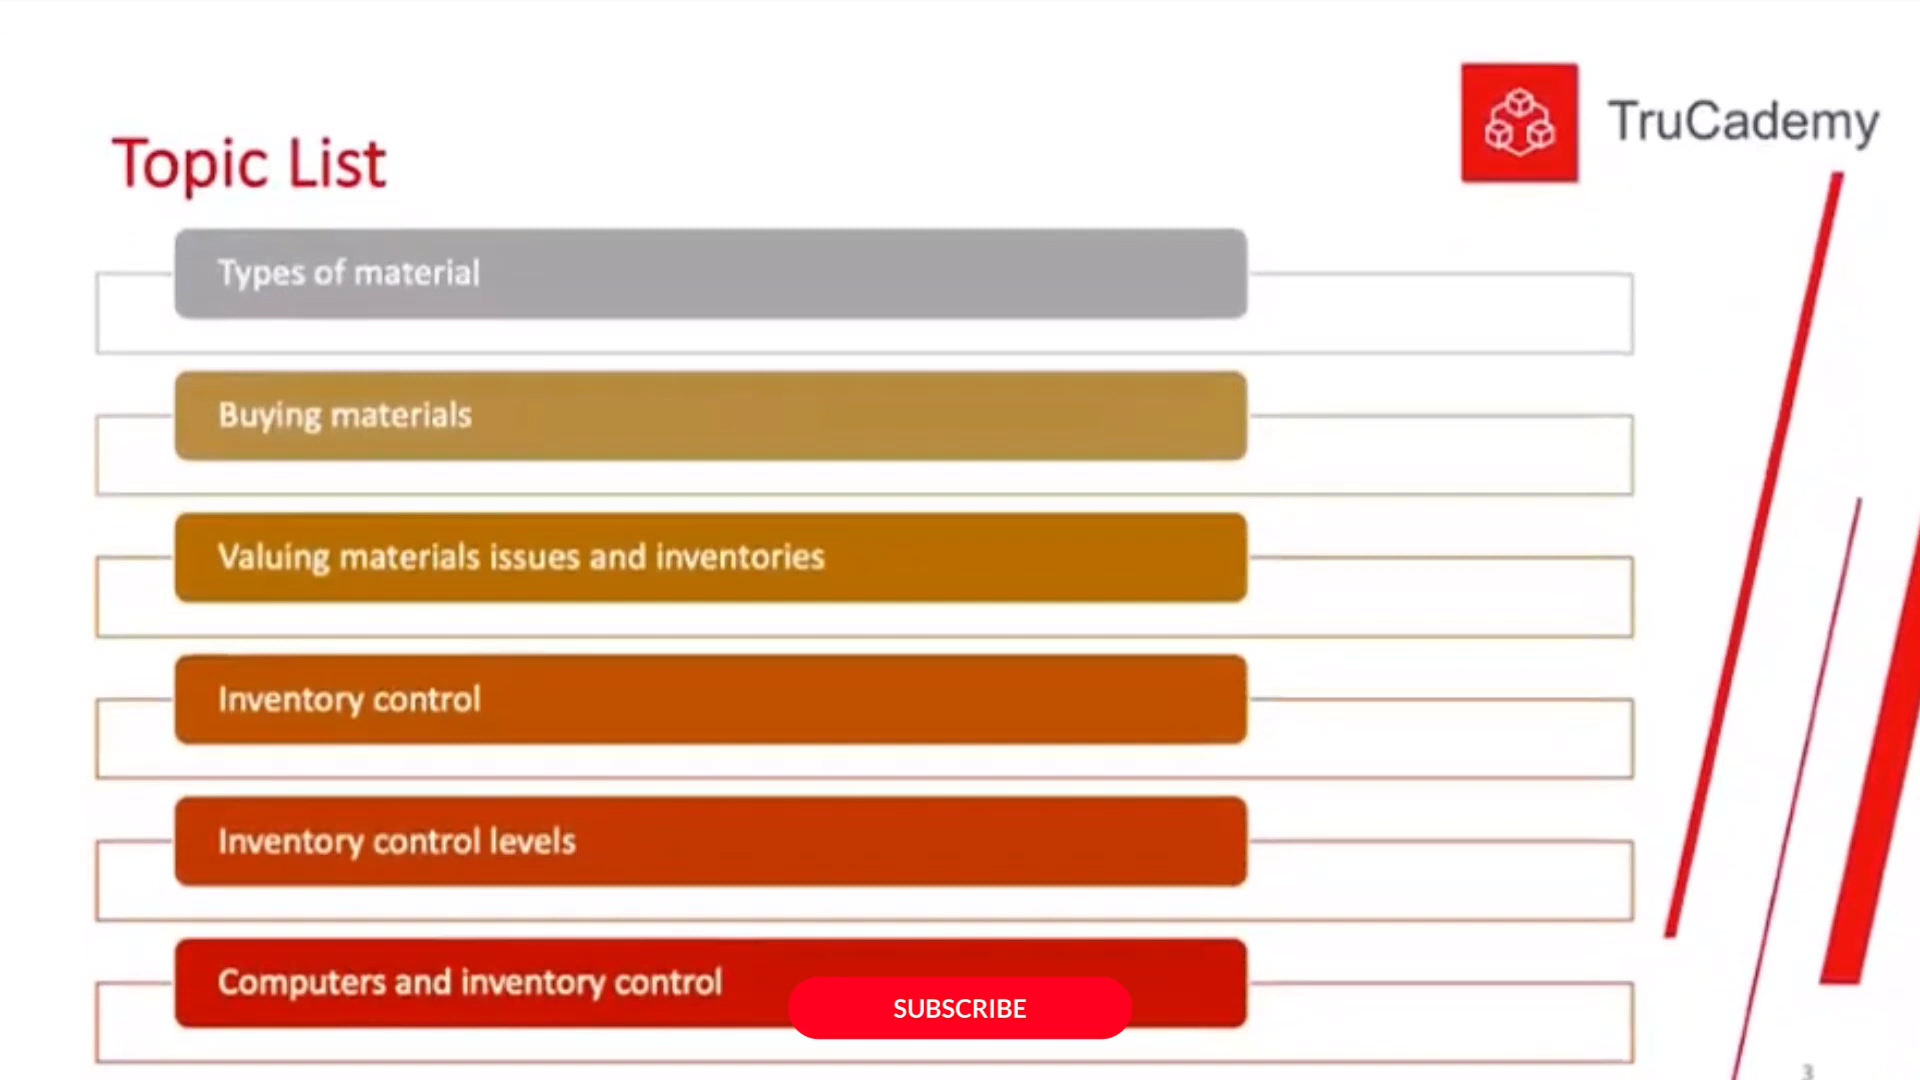 TruCademy
Topic List
Types of material
Buying materials
Valuing materials issues and inventories
Inventory control
Inventory control levels
Computers and inventory control
SUBSCRIBE
3